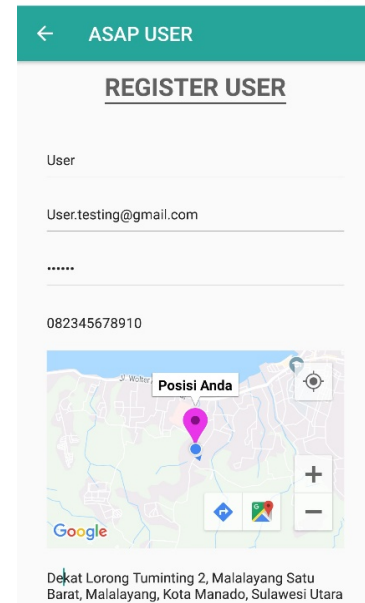 ASAP USER
REGISTER USER
User
User.testing@gmail.com
••••••
082345678910
Posisi Anda
Google
Dekat Lorong Tuminting 2, Malalayang Satu
Barat, Malalayang, Kota Manado, Sulawesi Utara